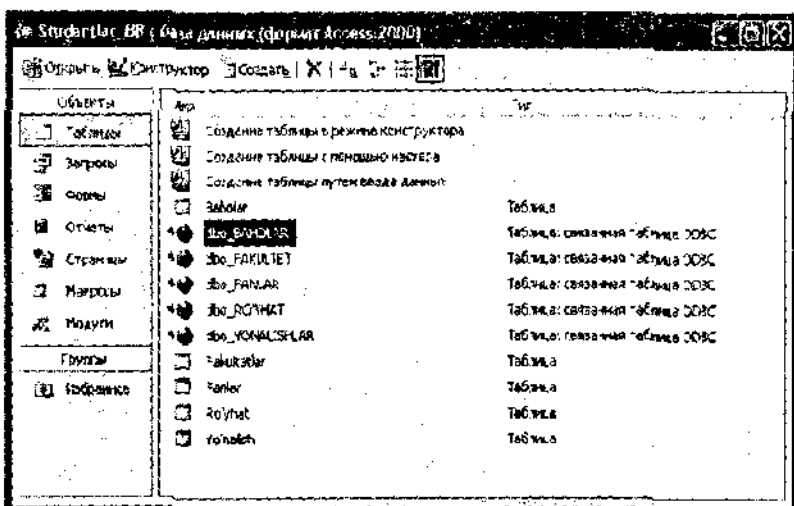 Studentlar_BR : база данных (формат Access 2000)
Открыть Конструктор Создать
Объекты
Таблицы
Запросы
Формы
Отчеты
Страницы
Макросы
Модули
Группы
Избранное
Имя Тип
Создание таблицы в режиме конструктора
Создание таблицы с помощью мастера
Создание таблицы путем ввода данных
Baholar Таблица
dbo_BAHOLAR Таблица: связанная таблица ODBC
dbo_FAKULTET Таблица: связанная таблица ODBC
dbo_FANLAR Таблица: связанная таблица ODBC
dbo_ROYHAT Таблица: связанная таблица ODBC
dbo_YONALISHLAR Таблица: связанная таблица ODBC
Fakultetlar Таблица
Fanlar Таблица
Ro'yhat Таблица
Yo'nalish Таблица